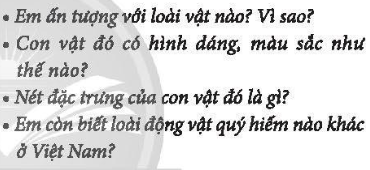 • Em ấn tượng với loài vật nào? Vì sao?
• Con vật đó có hình dáng, màu sắc như
thế nào?
• Nét đặc trưng của con vật đó là gì?
• Em còn biết loài động vật quý hiếm nào khác
ở Việt Nam?